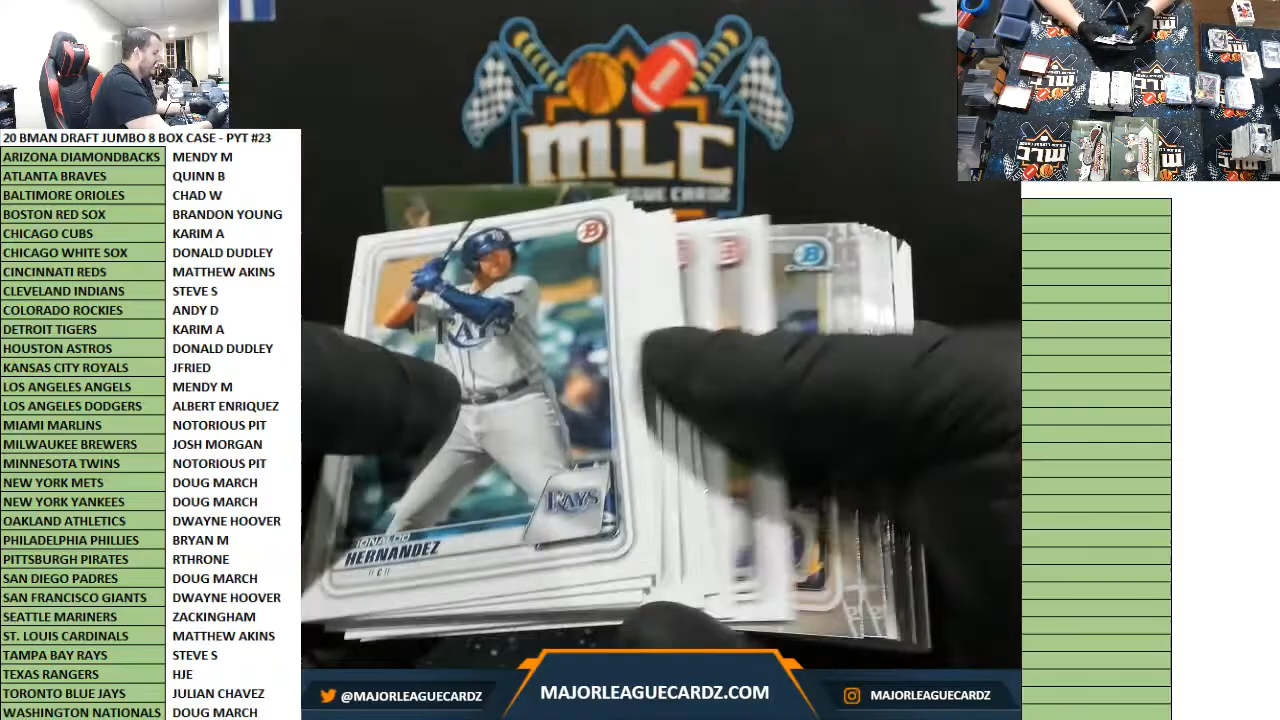 20 BMAN DRAFT JUMBO 8 BOX CASE - PYT #23
ARIZONA DIAMONDBACKS MENDY M
ATLANTA BRAVES QUINN B
BALTIMORE ORIOLES CHAD W
BOSTON RED SOX BRANDON YOUNG
CHICAGO CUBS KARIM A
CHICAGO WHITE SOX DONALD DUDLEY
CINCINNATI REDS MATTHEW AKINS
CLEVELAND INDIANS STEVE S
COLORADO ROCKIES ANDY D
DETROIT TIGERS KARIM A
HOUSTON ASTROS DONALD DUDLEY
KANSAS CITY ROYALS JFRIED
LOS ANGELES ANGELS MENDY M
LOS ANGELES DODGERS ALBERT ENRIQUEZ
MIAMI MARLINS NOTORIOUS PIT
MILWAUKEE BREWERS JOSH MORGAN
MINNESOTA TWINS NOTORIOUS PIT
NEW YORK METS DOUG MARCH
NEW YORK YANKEES DOUG MARCH
OAKLAND ATHLETICS DWAYNE HOOVER
PHILADELPHIA PHILLIES BRYAN M
PITTSBURGH PIRATES RTHRONE
SAN DIEGO PADRES DOUG MARCH
SAN FRANCISCO GIANTS DWAYNE HOOVER
SEATTLE MARINERS ZACKINGHAM
ST. LOUIS CARDINALS MATTHEW AKINS
TAMPA BAY RAYS STEVE S
TEXAS RANGERS HJE
TORONTO BLUE JAYS JULIAN CHAVEZ
WASHINGTON NATIONALS DOUG MARCH
MLC
B
RAYS
RAYS
HERNANDEZ
C
@MAJORLEAGUECARDZ
MAJORLEAGUECARDZ.COM
MAJORLEAGUECARDZ